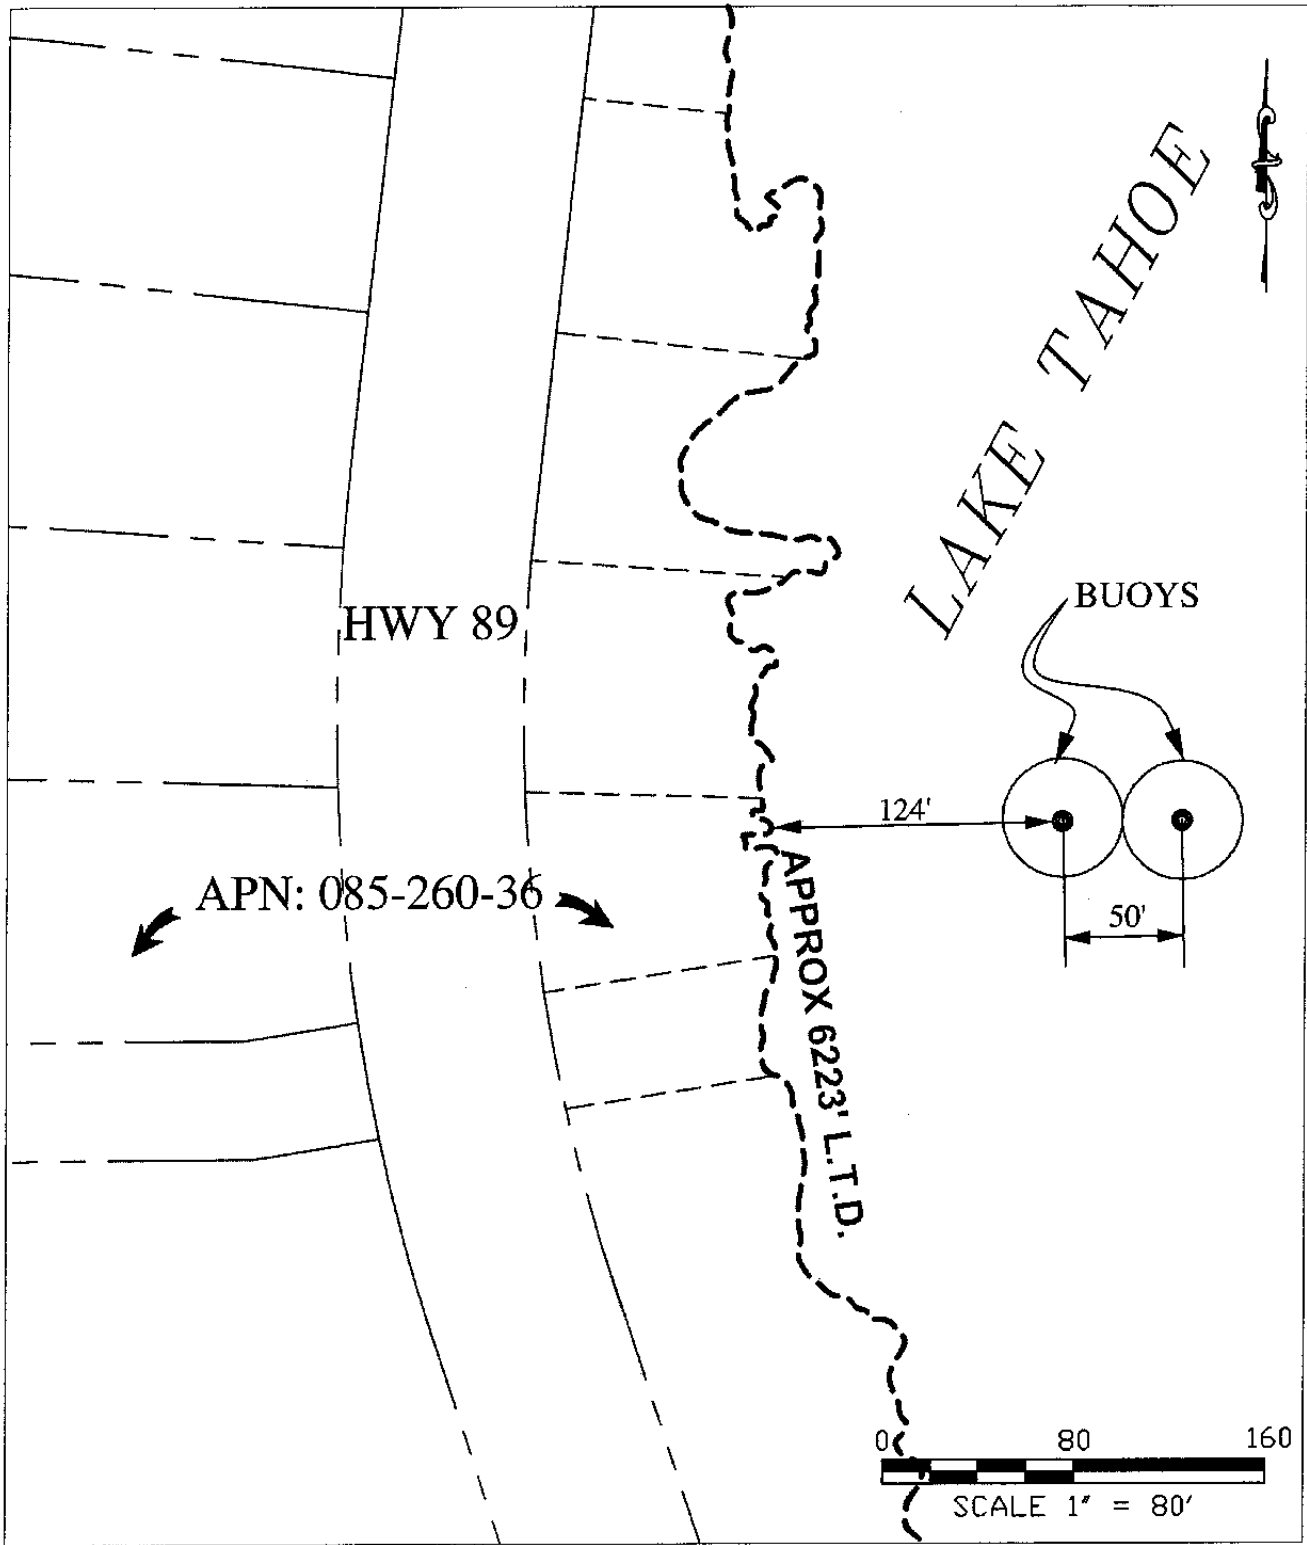 LAKE TAHOE
BUOYS
HWY 89
124'
APN: 085-260-36
50'
APPROX 6223' L.T.D.
0 80 160
SCALE 1" = 80'